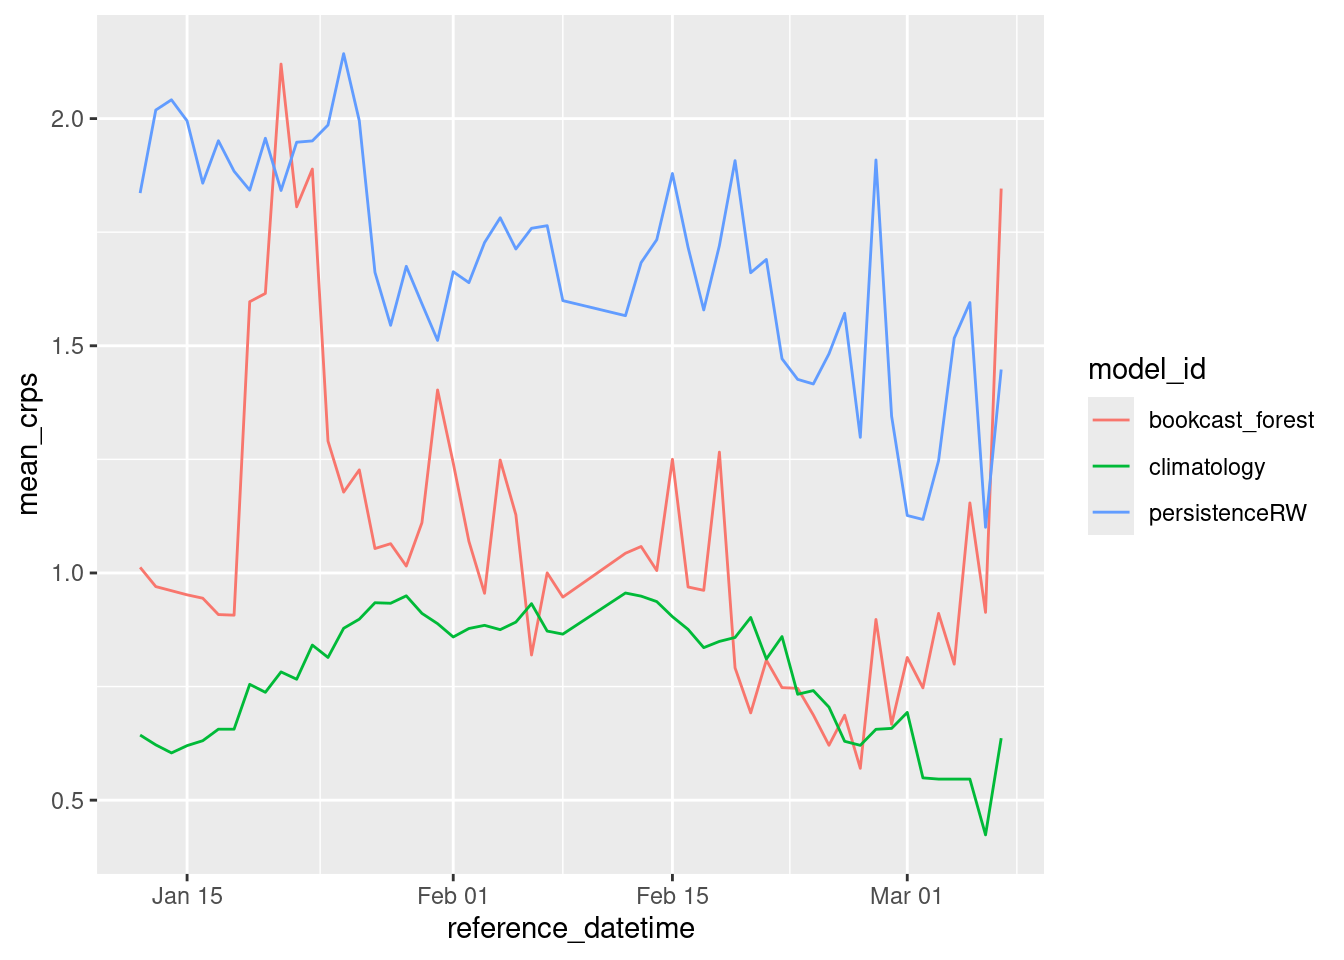 2.0
1.5
1.0
0.5
mean_crps
Jan 15
Feb 01
Feb 15
Mar 01
reference_datetime
model_id
bookcast_forest
climatology
persistenceRW